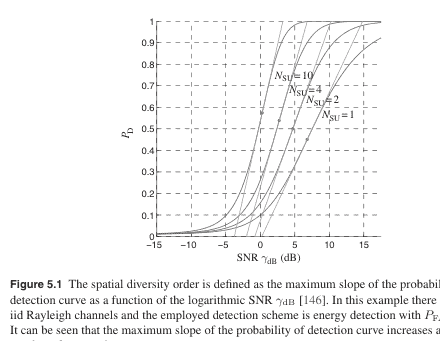 1
0.9
0.8
0.7
0.6
0.5
0.4
0.3
0.2
0.1
0
P_D
N_SU=10
N_SU=4
N_SU=2
N_SU=1
−15 −10 −5 0 5 10 15
SNR γ_dB (dB)
Figure 5.1 The spatial diversity order is defined as the maximum slope of the probabil
detection curve as a function of the logarithmic SNR γ_dB [146]. In this example there
iid Rayleigh channels and the employed detection scheme is energy detection with P_F,
It can be seen that the maximum slope of the probability of detection curve increases a